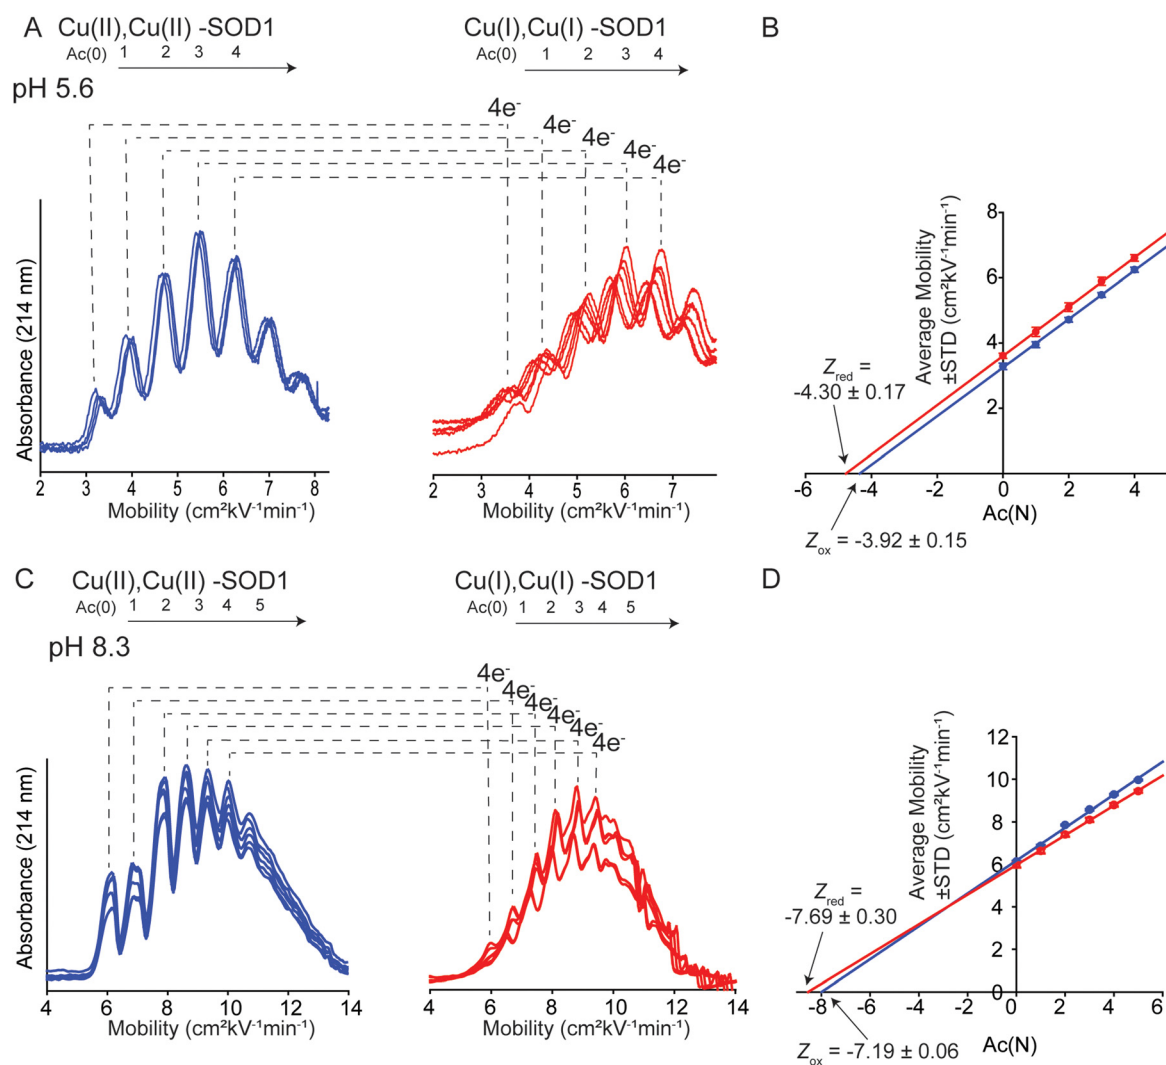 A
Cu(II),Cu(II) -SOD1
Ac(0) 1 2 3 4
Cu(I),Cu(I) -SOD1
Ac(0) 1 2 3 4
B
pH 5.6
4e⁻
4e⁻
4e⁻
4e⁻
4e⁻
Absorbance (214 nm)
2 3 4 5 6 7 8
Mobility (cm²kV⁻¹min⁻¹)
2 3 4 5 6 7
Mobility (cm²kV⁻¹min⁻¹)
Average Mobility
±STD (cm²kV⁻¹min⁻¹)
8
6
4
2
Zred =
-4.30 ± 0.17
-6 -4 -2 0 2 4
Ac(N)
Zox = -3.92 ± 0.15
C
Cu(II),Cu(II) -SOD1
Ac(0) 1 2 3 4 5
Cu(I),Cu(I) -SOD1
Ac(0) 1 2 3 4 5
D
pH 8.3
4e⁻
4e⁻
4e⁻
4e⁻
4e⁻
4e⁻
Absorbance (214 nm)
4 6 8 10 12 14
Mobility (cm²kV⁻¹min⁻¹)
4 6 8 10 12 14
Mobility (cm²kV⁻¹min⁻¹)
Average Mobility
±STD (cm²kV⁻¹min⁻¹)
12
10
8
6
4
2
0
Zred =
-7.69 ± 0.30
-8 -6 -4 -2 0 2 4 6
Ac(N)
Zox = -7.19 ± 0.06